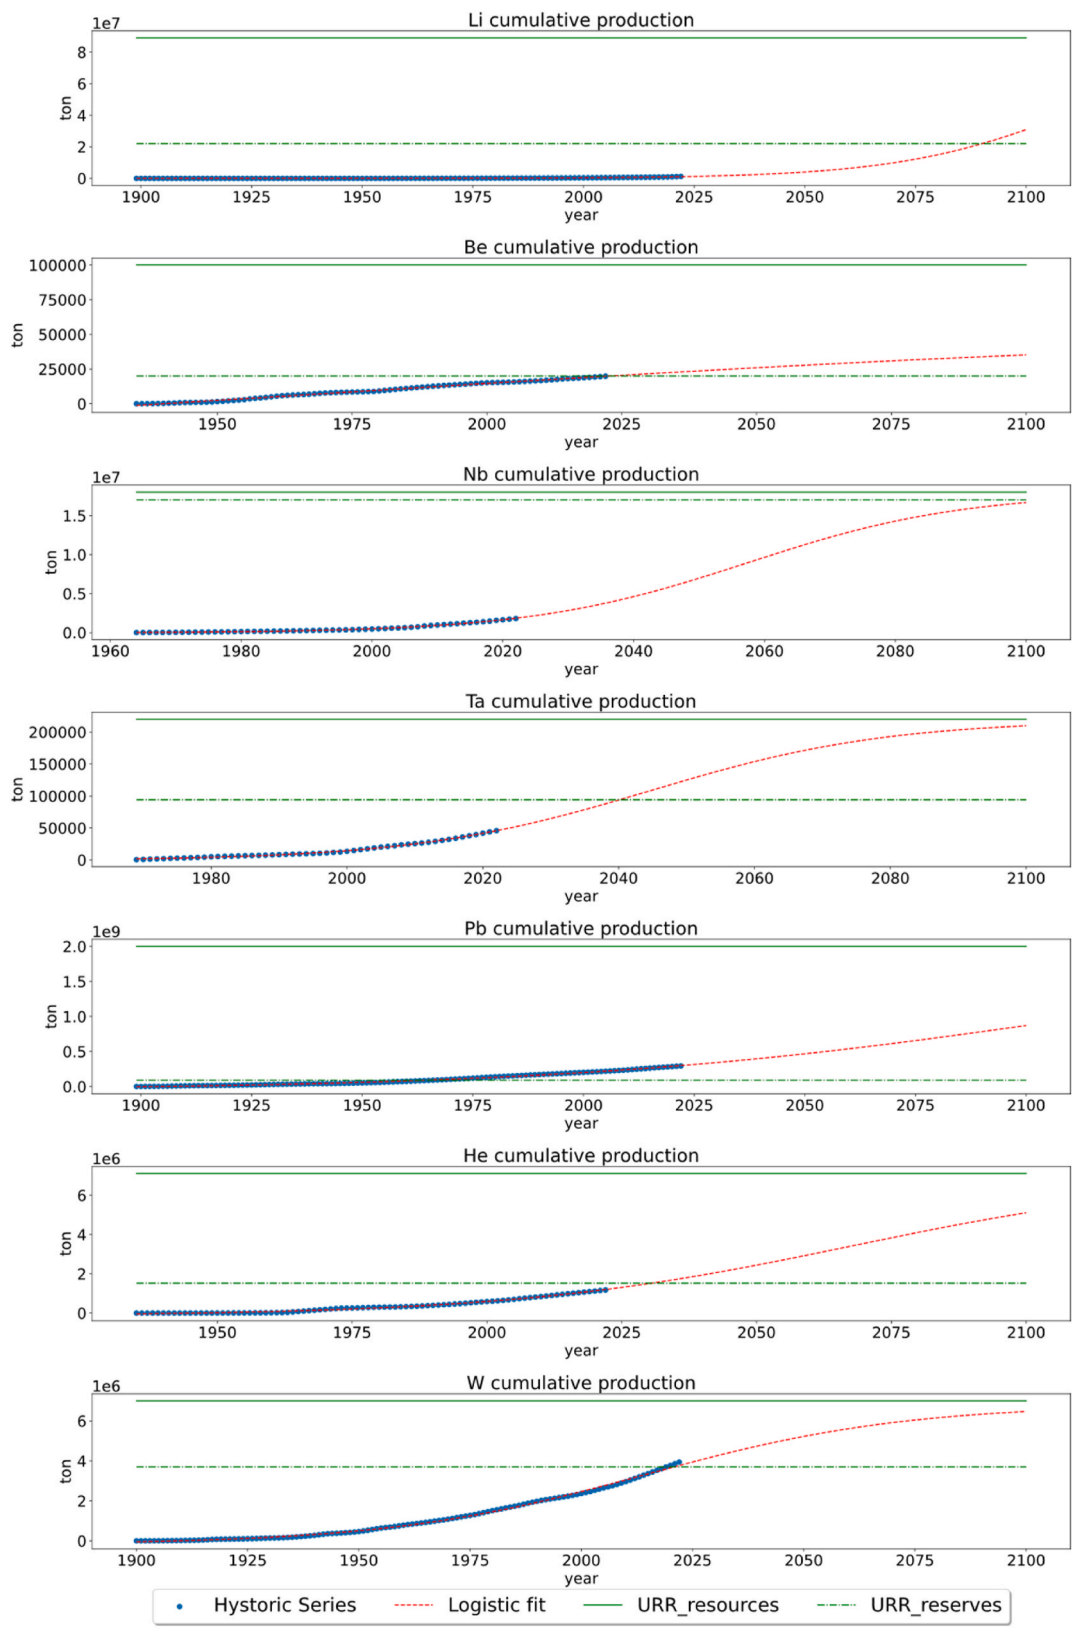 Li cumulative production
1e7
8
6
4
2
0
ton
1900 1925 1950 1975 2000 2025 2050 2075 2100
year
Be cumulative production
100000
75000
50000
25000
0
ton
1950 1975 2000 2025 2050 2075 2100
year
Nb cumulative production
1e7
1.5
1.0
0.5
0.0
ton
1960 1980 2000 2020 2040 2060 2080 2100
year
Ta cumulative production
200000
150000
100000
50000
0
ton
1980 2000 2020 2040 2060 2080 2100
year
Pb cumulative production
1e9
2.0
1.5
1.0
0.5
0.0
ton
1900 1925 1950 1975 2000 2025 2050 2075 2100
year
He cumulative production
1e6
6
4
2
0
ton
1950 1975 2000 2025 2050 2075 2100
year
W cumulative production
1e6
6
4
2
0
ton
1900 1925 1950 1975 2000 2025 2050 2075 2100
year
Hystoric Series Logistic fit URR_resources URR_reserves